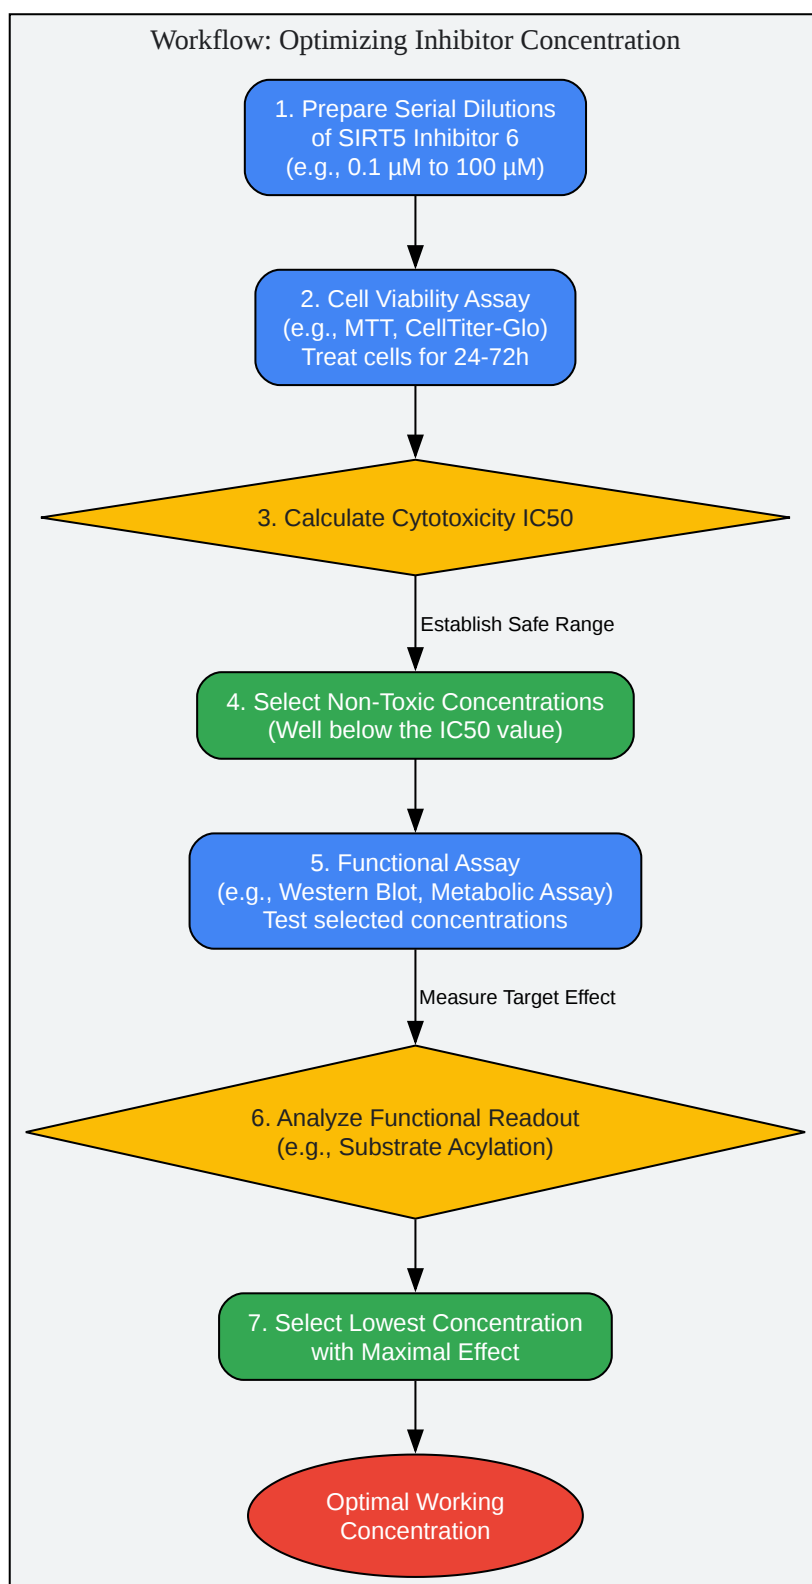 Workflow: Optimizing Inhibitor Concentration
1. Prepare Serial Dilutions
of SIRT5 Inhibitor 6
(e.g., 0.1 µM to 100 µM)
2. Cell Viability Assay
(e.g., MTT, CellTiter-Glo)
Treat cells for 24-72h
3. Calculate Cytotoxicity IC50
Establish Safe Range
4. Select Non-Toxic Concentrations
(Well below the IC50 value)
5. Functional Assay
(e.g., Western Blot, Metabolic Assay)
Test selected concentrations
Measure Target Effect
6. Analyze Functional Readout
(e.g., Substrate Acylation)
7. Select Lowest Concentration
with Maximal Effect
Optimal Working
Concentration